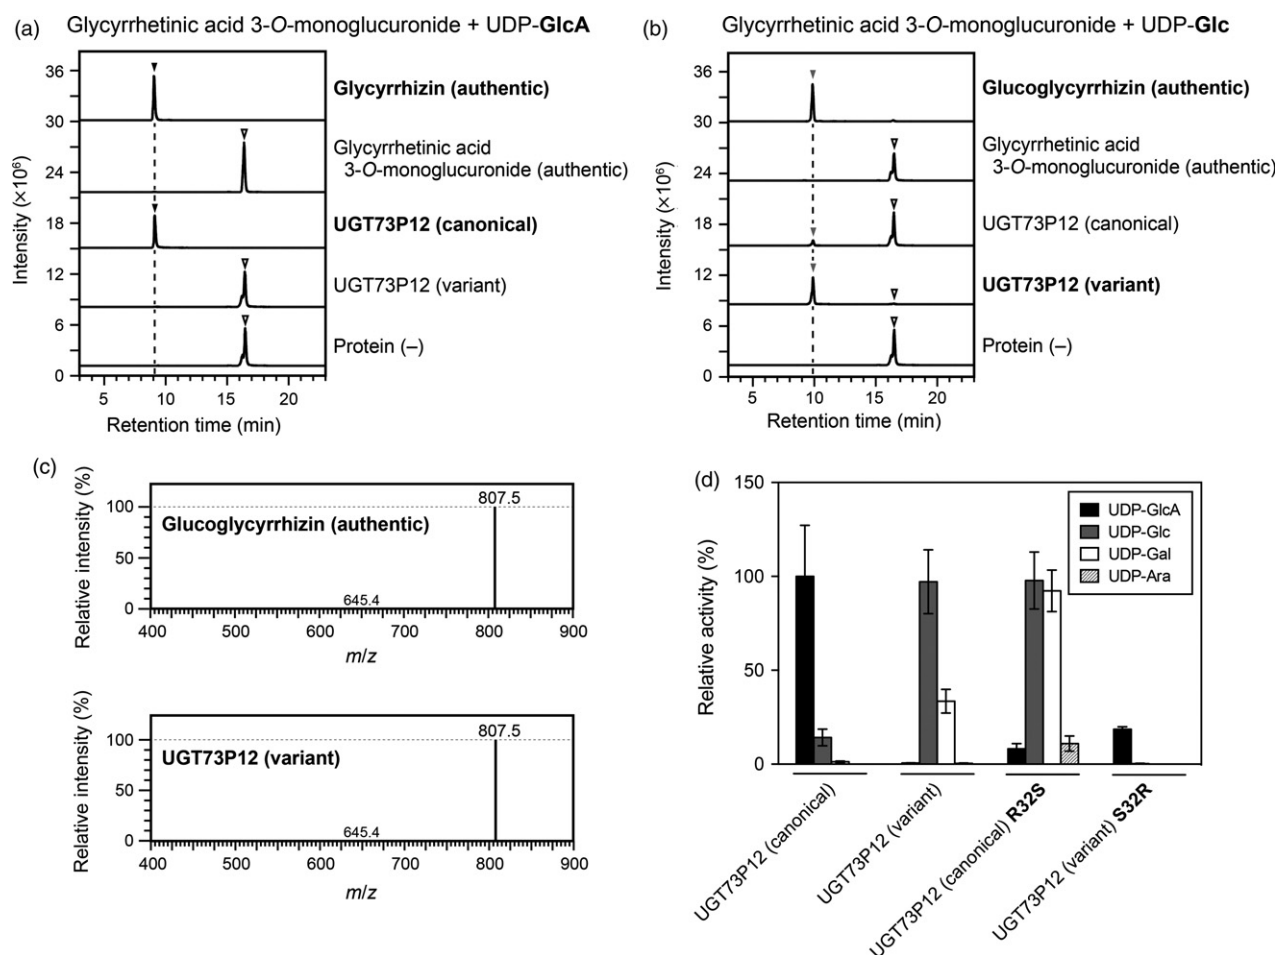 (a)
Glycyrrhetinic acid 3-O-monoglucuronide + UDP-GlcA
Intensity (×10⁶)
36
30
24
18
12
6
0
Glycyrrhizin (authentic)
Glycyrrhetinic acid
3-O-monoglucuronide (authentic)
UGT73P12 (canonical)
UGT73P12 (variant)
Protein (–)
5 10 15 20
Retention time (min)
(b)
Glycyrrhetinic acid 3-O-monoglucuronide + UDP-Glc
Intensity (×10⁶)
36
30
24
18
12
6
0
Glucoglycyrrhizin (authentic)
Glycyrrhetinic acid
3-O-monoglucuronide (authentic)
UGT73P12 (canonical)
UGT73P12 (variant)
Protein (–)
5 10 15 20
Retention time (min)
(c)
Relative intensity (%)
100
50
0
807.5
Glucoglycyrrhizin (authentic)
645.4
400 500 600 700 800 900
m/z
Relative intensity (%)
100
50
0
807.5
UGT73P12 (variant)
645.4
400 500 600 700 800 900
m/z
(d)
Relative activity (%)
150
100
50
0
UDP-GlcA
UDP-Glc
UDP-Gal
UDP-Ara
UGT73P12 (canonical)
UGT73P12 (variant)
UGT73P12 (canonical) R32S
UGT73P12 (variant) S32R